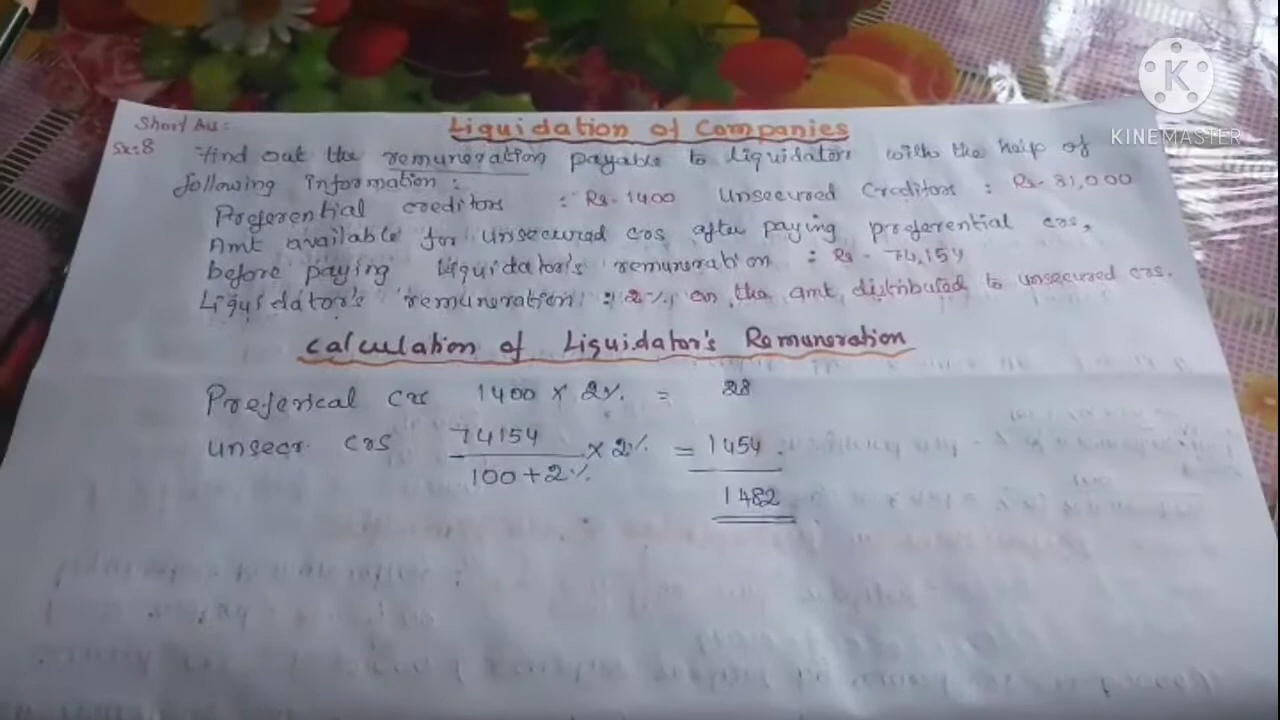 KINEMASTER
Short Ans: Liquidation of Companies
Sx:8 Find out the remuneration payable to liquidator with the help of
following information:
Preferential creditors : Rs-1400 Unsecured Creditors : Rs-81,000
Amt available for unsecured crs after paying preferential crs,
before paying liquidator's remuneration : Rs - 74,154
Liquidator's remuneration : 2% on the amt distributed to unsecured crs.
Calculation of Liquidator's Remuneration
Preferical crs 1400 x 2% = 28
unsecr. crs 74154 / 100+2% x 2% = 1454
1482